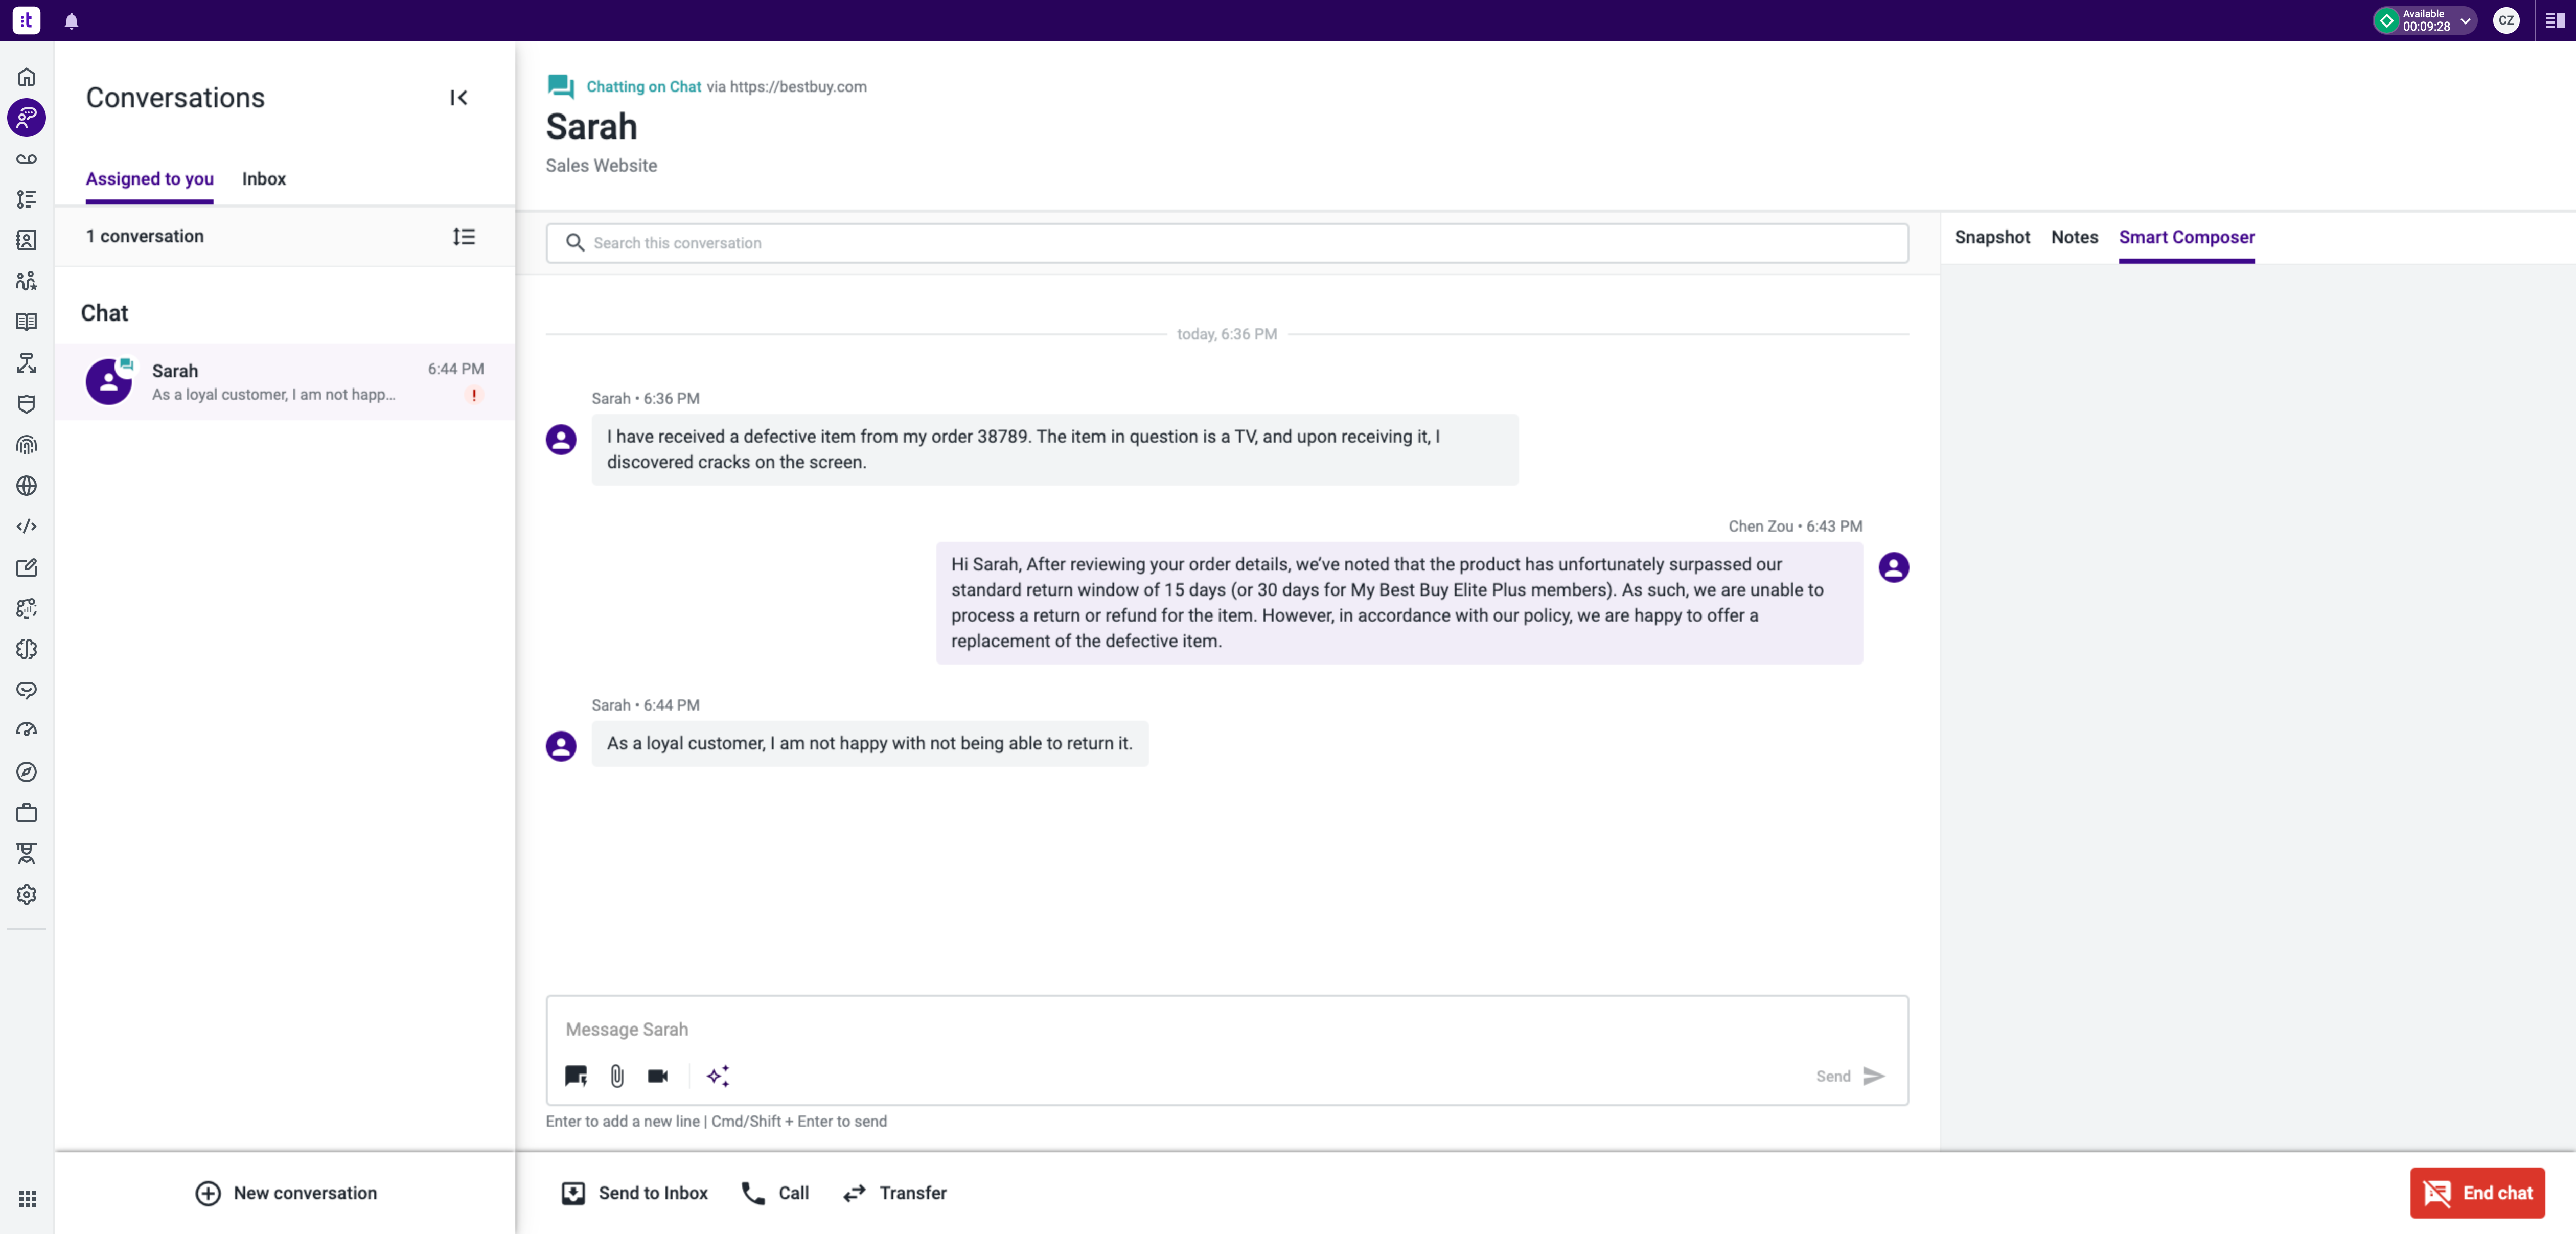 :t
Available
00:09:28
CZ
Conversations
Assigned to you
Inbox
1 conversation
Chat
Sarah
6:44 PM
As a loyal customer, I am not happ...
!
New conversation
Chatting on Chat via https://bestbuy.com
Sarah
Sales Website
Search this conversation
today, 6:36 PM
Sarah • 6:36 PM
I have received a defective item from my order 38789. The item in question is a TV, and upon receiving it, I
discovered cracks on the screen.
Chen Zou • 6:43 PM
Hi Sarah, After reviewing your order details, we’ve noted that the product has unfortunately surpassed our
standard return window of 15 days (or 30 days for My Best Buy Elite Plus members). As such, we are unable to
process a return or refund for the item. However, in accordance with our policy, we are happy to offer a
replacement of the defective item.
Sarah • 6:44 PM
As a loyal customer, I am not happy with not being able to return it.
Message Sarah
Send
Enter to add a new line | Cmd/Shift + Enter to send
Send to Inbox
Call
Transfer
End chat
Snapshot
Notes
Smart Composer